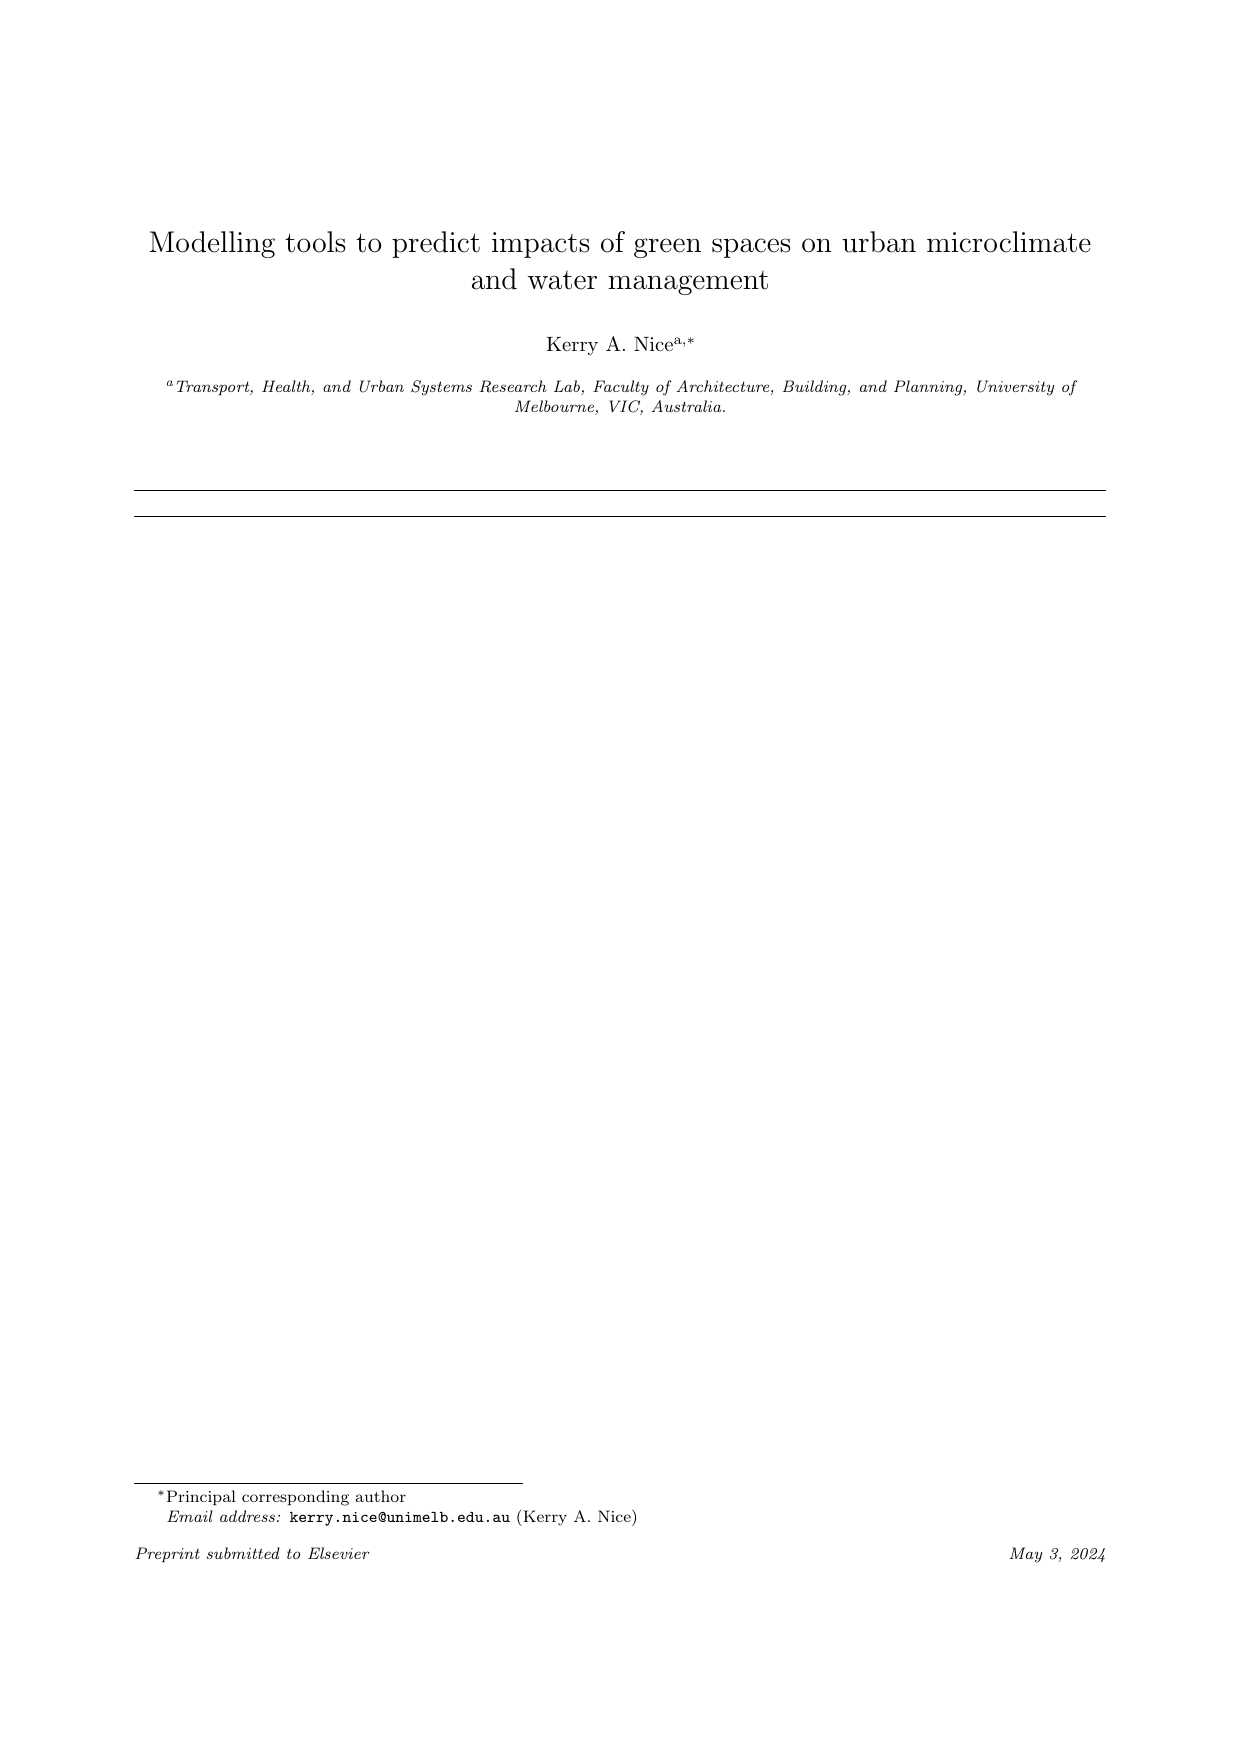 Modelling tools to predict impacts of green spaces on urban microclimate
and water management
Kerry A. Niceᵃ,*
ᵃTransport, Health, and Urban Systems Research Lab, Faculty of Architecture, Building, and Planning, University of
Melbourne, VIC, Australia.
*Principal corresponding author
Email address: kerry.nice@unimelb.edu.au (Kerry A. Nice)
Preprint submitted to Elsevier May 3, 2024